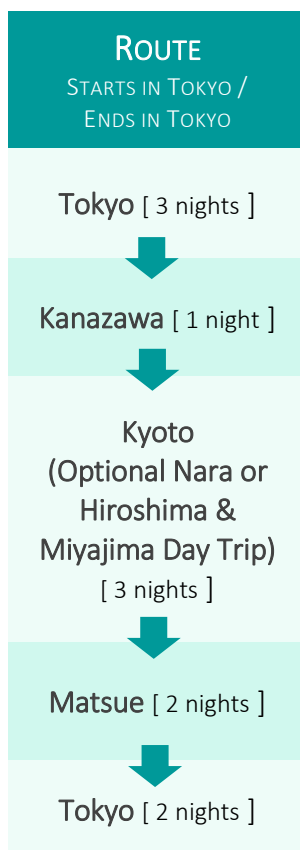 ROUTE
STARTS IN TOKYO /
ENDS IN TOKYO
Tokyo [ 3 nights ]
Kanazawa [ 1 night ]
Kyoto
(Optional Nara or
Hiroshima &
Miyajima Day Trip)
[ 3 nights ]
Matsue [ 2 nights ]
Tokyo [ 2 nights ]